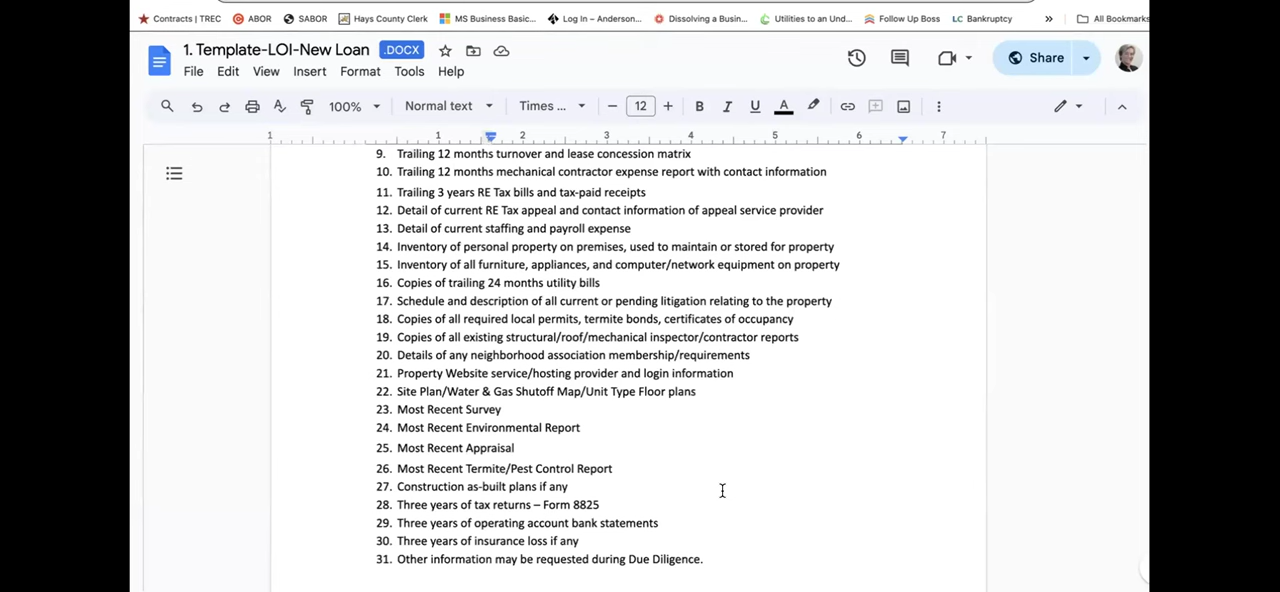 Contracts | TREC
ABOR
SABOR
Hays County Clerk
MS Business Basic...
Log In – Anderson...
Dissolving a Busin...
Utilities to an Und...
Follow Up Boss
LC Bankruptcy
»
All Bookmarks
1. Template-LOI-New Loan .DOCX
File Edit View Insert Format Tools Help
Share
100% Normal text Times ... – 12 + B I U A
1 1 2 3 4 5 6 7
9. Trailing 12 months turnover and lease concession matrix
10. Trailing 12 months mechanical contractor expense report with contact information
11. Trailing 3 years RE Tax bills and tax-paid receipts
12. Detail of current RE Tax appeal and contact information of appeal service provider
13. Detail of current staffing and payroll expense
14. Inventory of personal property on premises, used to maintain or stored for property
15. Inventory of all furniture, appliances, and computer/network equipment on property
16. Copies of trailing 24 months utility bills
17. Schedule and description of all current or pending litigation relating to the property
18. Copies of all required local permits, termite bonds, certificates of occupancy
19. Copies of all existing structural/roof/mechanical inspector/contractor reports
20. Details of any neighborhood association membership/requirements
21. Property Website service/hosting provider and login information
22. Site Plan/Water & Gas Shutoff Map/Unit Type Floor plans
23. Most Recent Survey
24. Most Recent Environmental Report
25. Most Recent Appraisal
26. Most Recent Termite/Pest Control Report
27. Construction as-built plans if any
28. Three years of tax returns – Form 8825
29. Three years of operating account bank statements
30. Three years of insurance loss if any
31. Other information may be requested during Due Diligence.